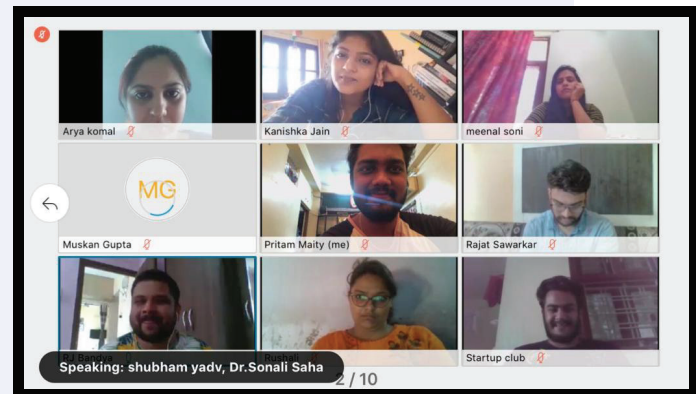 Arya komal
Kanishka Jain
meenal soni
MG
Muskan Gupta
Pritam Maity (me)
Rajat Sawarkar
RJ Bandya
Rushali
Startup club
Speaking: shubham yadv, Dr.Sonali Saha
2 / 10